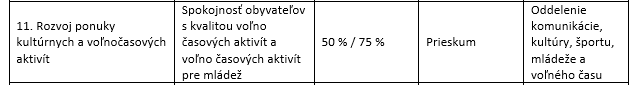 11. Rozvoj ponuky
kultúrnych a voľnočasových
aktivít
Spokojnosť obyvateľov
s kvalitou voľno
časových aktivít a
voľno časových aktivít
pre mládež
50 % / 75 %
Prieskum
Oddelenie
komunikácie,
kultúry, športu,
mládeže a
voľného času